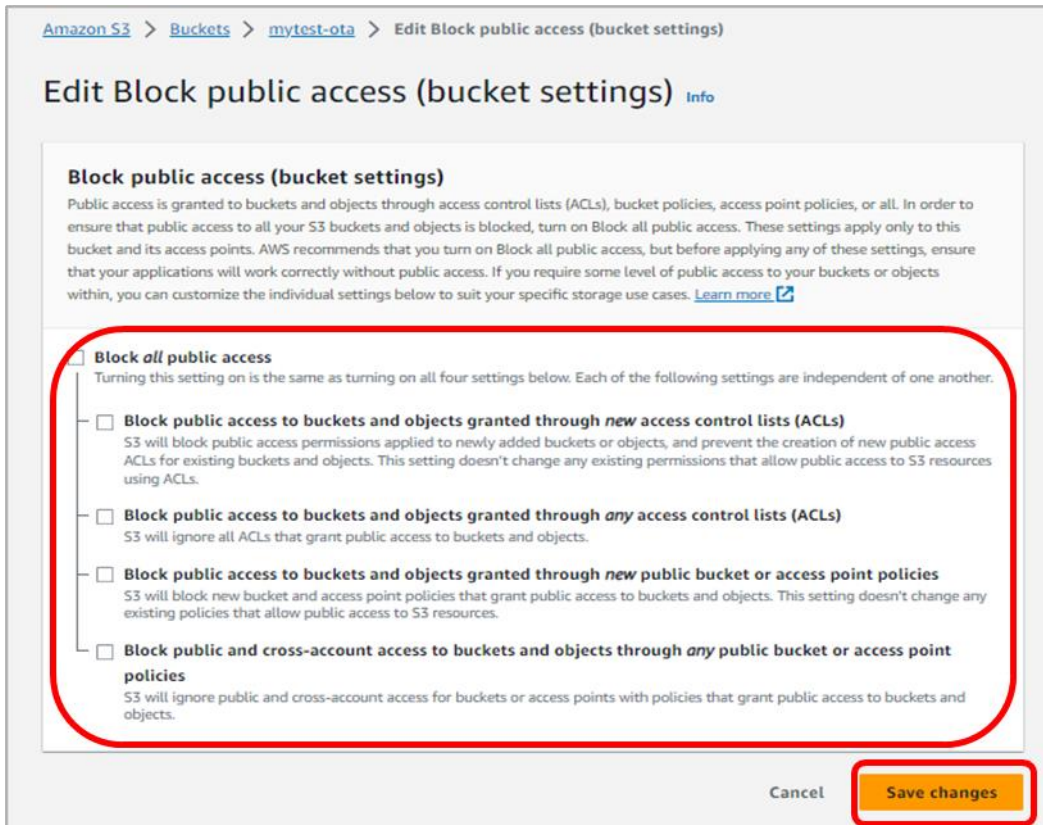 Amazon S3 > Buckets > mytest-ota > Edit Block public access (bucket settings)
Edit Block public access (bucket settings) Info
Block public access (bucket settings)
Public access is granted to buckets and objects through access control lists (ACLs), bucket policies, access point policies, or all. In order to
ensure that public access to all your S3 buckets and objects is blocked, turn on Block all public access. These settings apply only to this
bucket and its access points. AWS recommends that you turn on Block all public access, but before applying any of these settings, ensure
that your applications will work correctly without public access. If you require some level of public access to your buckets or objects
within, you can customize the individual settings below to suit your specific storage use cases. Learn more
Block all public access
Turning this setting on is the same as turning on all four settings below. Each of the following settings are independent of one another.
Block public access to buckets and objects granted through new access control lists (ACLs)
S3 will block public access permissions applied to newly added buckets or objects, and prevent the creation of new public access
ACLs for existing buckets and objects. This setting doesn't change any existing permissions that allow public access to S3 resources
using ACLs.
Block public access to buckets and objects granted through any access control lists (ACLs)
S3 will ignore all ACLs that grant public access to buckets and objects.
Block public access to buckets and objects granted through new public bucket or access point policies
S3 will block new bucket and access point policies that grant public access to buckets and objects. This setting doesn't change any
existing policies that allow public access to S3 resources.
Block public and cross-account access to buckets and objects through any public bucket or access point
policies
S3 will ignore public and cross-account access for buckets or access points with policies that grant public access to buckets and
objects.
Cancel Save changes